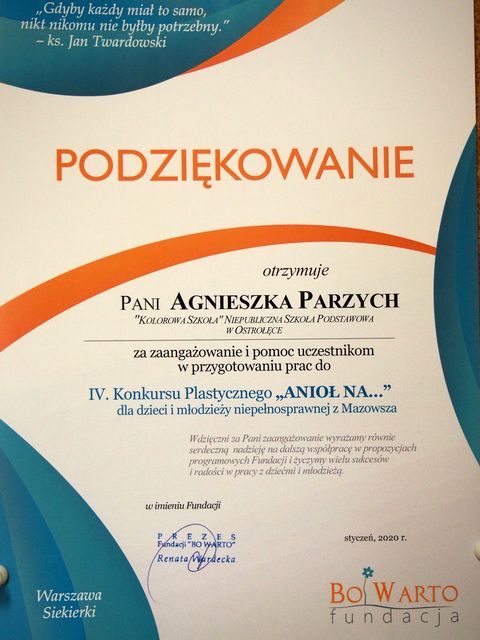 „Gdyby każdy miał to samo,
nikt nikomu nie byłby potrzebny."
– ks. Jan Twardowski
PODZIĘKOWANIE
otrzymuje
PANI AGNIESZKA PARZYCH
"KOLOROWA SZKOŁA" NIEPUBLICZNA SZKOŁA PODSTAWOWA
W OSTROŁĘCE
za zaangażowanie i pomoc uczestnikom
w przygotowaniu prac do
IV. Konkursu Plastycznego „ANIOŁ NA..."
dla dzieci i młodzieży niepełnosprawnej z Mazowsza
Wdzięczni za Pani zaangażowanie wyrażamy równie
serdeczną nadzieję na dalszą współpracę w propozycjach
programowych Fundacji i życzymy wielu sukcesów
i radości w pracy z dziećmi i młodzieżą.
w imieniu Fundacji
PREZES
Fundacji "BO WARTO"
Renata Wardecka
styczeń, 2020 r.
Warszawa
Siekierki
BO WARTO
fundacja